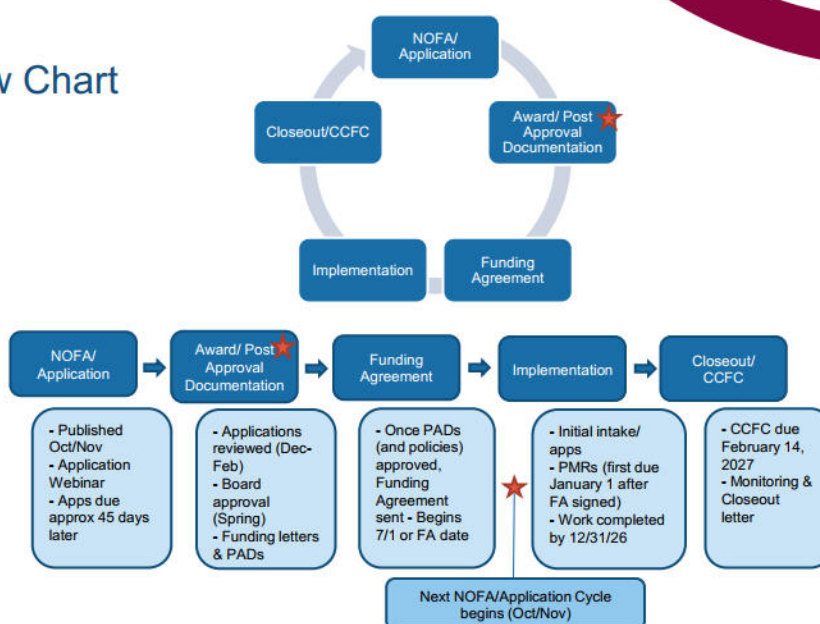 w Chart
NOFA/
Application
Award/ Post
Approval
Documentation
Funding
Agreement
Implementation
Closeout/CCFC
NOFA/
Application
Award/ Post
Approval
Documentation
Funding
Agreement
Implementation
Closeout/
CCFC
- Published
Oct/Nov
- Application
Webinar
- Apps due
approx 45 days
later
- Applications
reviewed (Dec-
Feb)
- Board
approval
(Spring)
- Funding letters
& PADs
- Once PADs
(and policies)
approved,
Funding
Agreement
sent - Begins
7/1 or FA date
- Initial intake/
apps
- PMRs (first due
January 1 after
FA signed)
- Work completed
by 12/31/26
- CCFC due
February 14,
2027
- Monitoring &
Closeout
letter
Next NOFA/Application Cycle
begins (Oct/Nov)